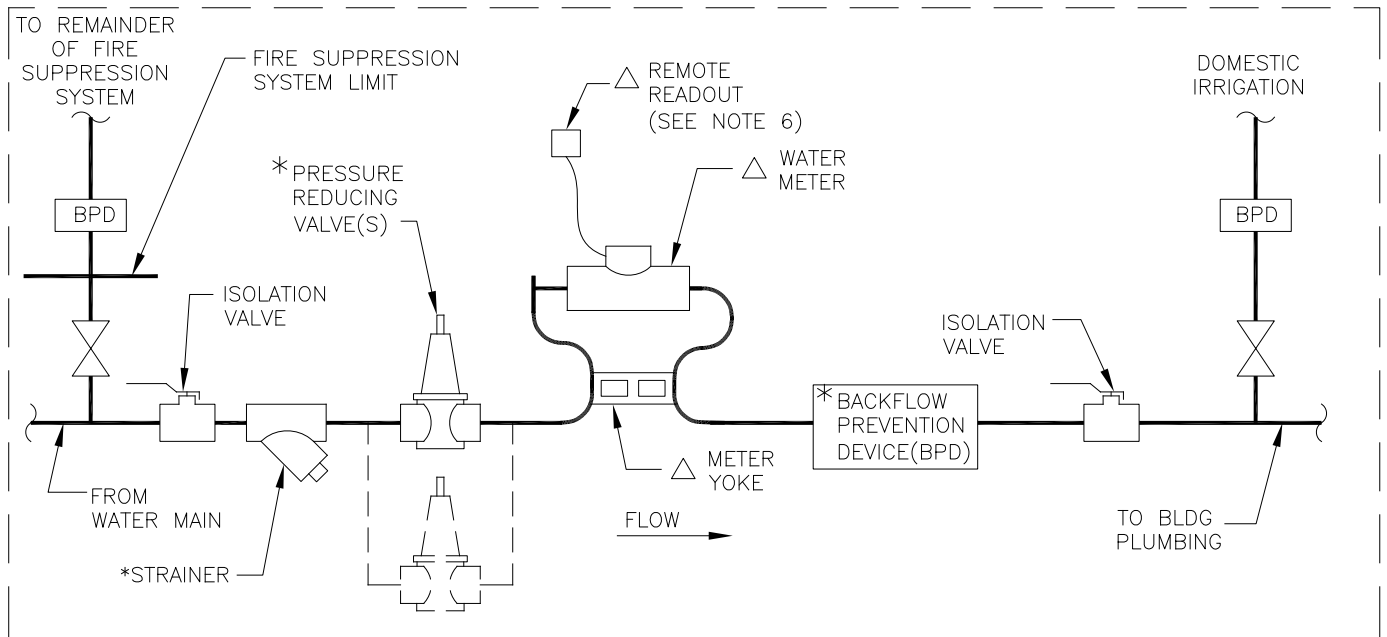 TO REMAINDER
OF FIRE
SUPPRESSION
SYSTEM
FIRE SUPPRESSION
SYSTEM LIMIT
△ REMOTE
READOUT
(SEE NOTE 6)
DOMESTIC
IRRIGATION
* PRESSURE
REDUCING
VALVE(S)
△ WATER
METER
BPD
BPD
ISOLATION
VALVE
ISOLATION
VALVE
* BACKFLOW
PREVENTION
DEVICE(BPD)
△ METER
YOKE
FROM
WATER MAIN
FLOW
TO BLDG
PLUMBING
*STRAINER